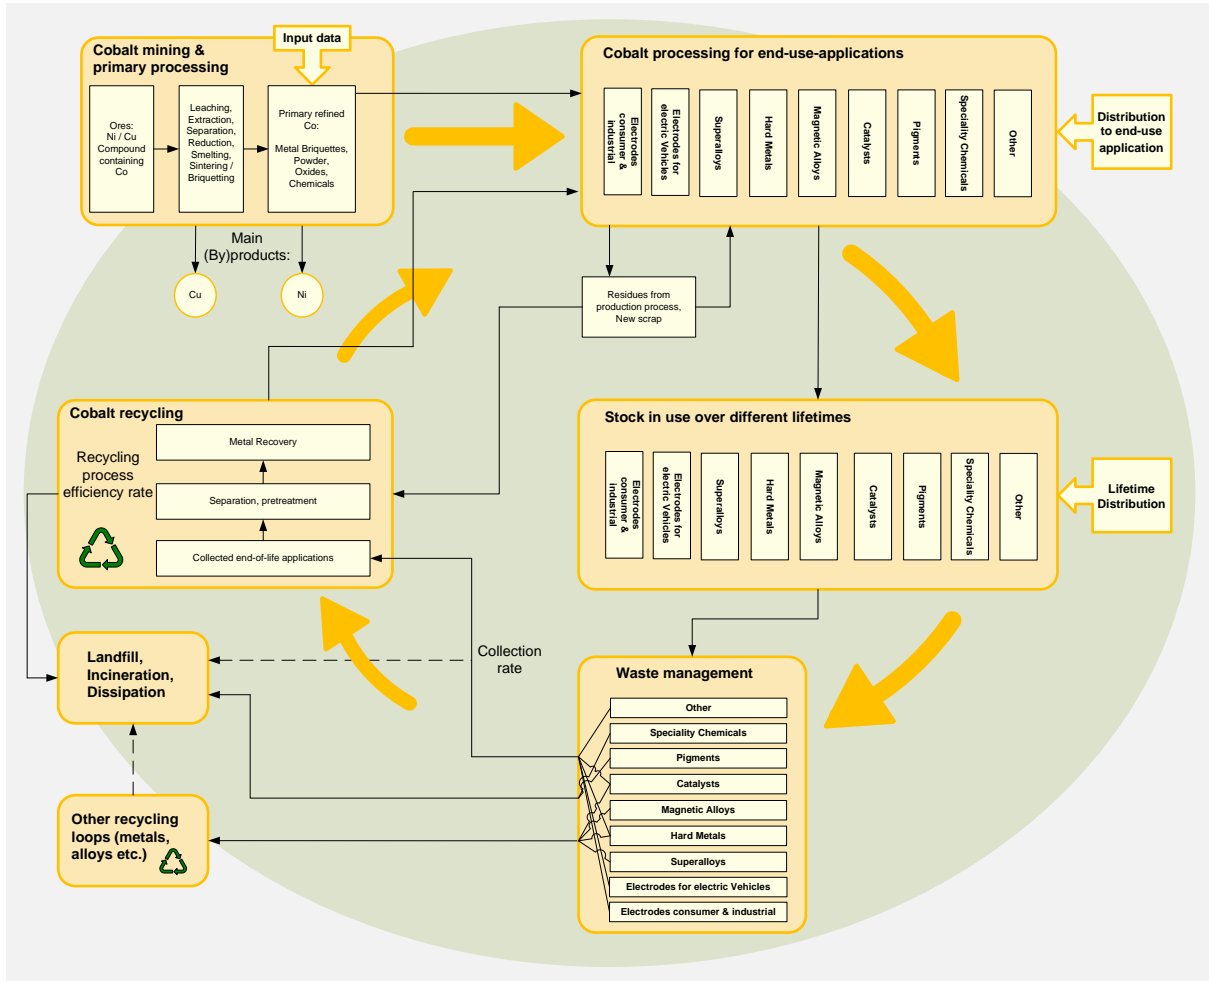 Cobalt mining &
primary processing
Input data
Ores:
Ni / Cu
Compound
containing
Co
Leaching,
Extraction,
Separation,
Reduction,
Smelting,
Sintering /
Briquetting
Primary refined
Co:
Metal Briquettes,
Powder,
Oxides,
Chemicals
Main
(By)products:
Cu
Ni
Cobalt processing for end-use-applications
Electrodes
consumer &
industrial
Electrodes for
electric Vehicles
Superalloys
Hard Metals
Magnetic Alloys
Catalysts
Pigments
Speciality Chemicals
Other
Distribution
to end-use
application
Residues from
production process,
New scrap
Cobalt recycling
Metal Recovery
Recycling
process
efficiency rate
Separation, pretreatment
Collected end-of-life applications
Stock in use over different lifetimes
Electrodes
consumer &
industrial
Electrodes for
electric Vehicles
Superalloys
Hard Metals
Magnetic Alloys
Catalysts
Pigments
Speciality Chemicals
Other
Lifetime
Distribution
Landfill,
Incineration,
Dissipation
Collection
rate
Waste management
Other
Speciality Chemicals
Pigments
Catalysts
Magnetic Alloys
Hard Metals
Superalloys
Electrodes for electric Vehicles
Electrodes consumer & industrial
Other recycling
loops (metals,
alloys etc.)